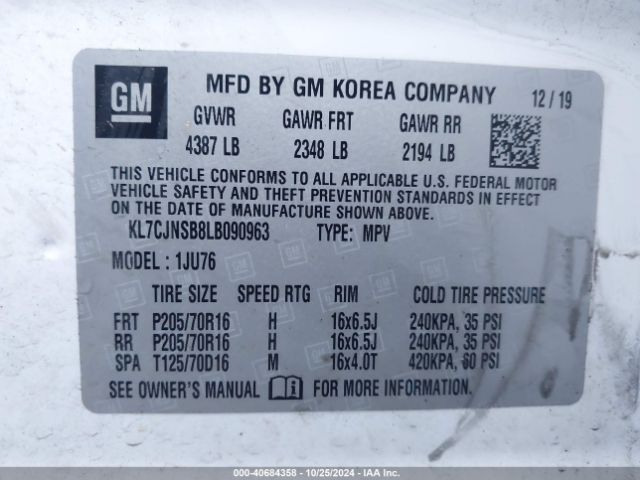 GM MFD BY GM KOREA COMPANY 12 / 19
GVWR GAWR FRT GAWR RR
4387 LB 2348 LB 2194 LB
THIS VEHICLE CONFORMS TO ALL APPLICABLE U.S. FEDERAL MOTOR
VEHICLE SAFETY AND THEFT PREVENTION STANDARDS IN EFFECT
ON THE DATE OF MANUFACTURE SHOWN ABOVE.
KL7CJNSB8LB090963 TYPE: MPV
MODEL : 1JU76
TIRE SIZE SPEED RTG RIM COLD TIRE PRESSURE
FRT P205/70R16 H 16x6.5J 240KPA, 35 PSI
RR P205/70R16 H 16x6.5J 240KPA, 35 PSI
SPA T125/70D16 M 16x4.0T 420KPA, 60 PSI
SEE OWNER'S MANUAL FOR MORE INFORMATION.
000-40684358 - 10/25/2024 - IAA Inc.